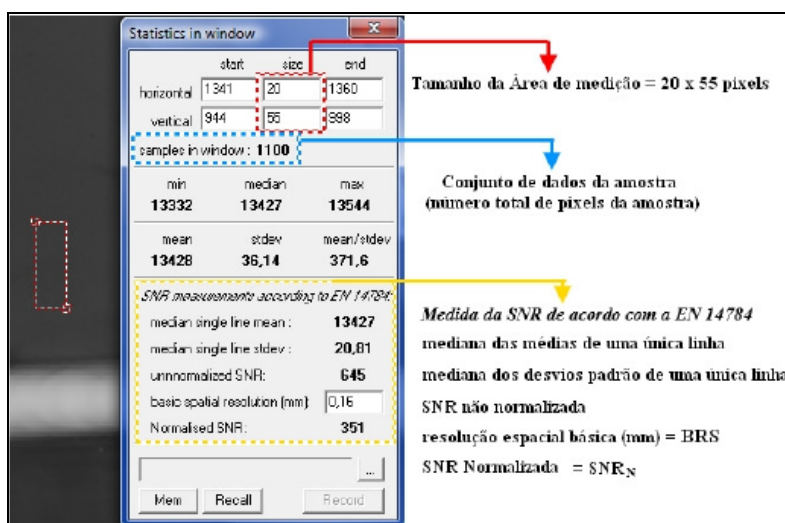 Statistics in window
start size end
horizontal 1341 20 1360
vertical 944 55 998
samples in window : 1100
min median max
13332 13427 13544
mean stdev mean/stdev
13428 36,14 371,6
SNR measurements according to EN 14784:
median single line mean : 13427
median single line stdev : 20,81
unnnormalized SNR: 645
basic spatial resolution (mm): 0,16
Normalised SNR: 351
...
Mem Recall Record
Tamanho da Área de medição = 20 x 55 pixels
Conjunto de dados da amostra
(número total de pixels da amostra)
Medida da SNR de acordo com a EN 14784
mediana das médias de uma única linha
mediana dos desvios padrão de uma única linha
SNR não normalizada
resolução espacial básica (mm) = BRS
SNR Normalizada = SNR_N